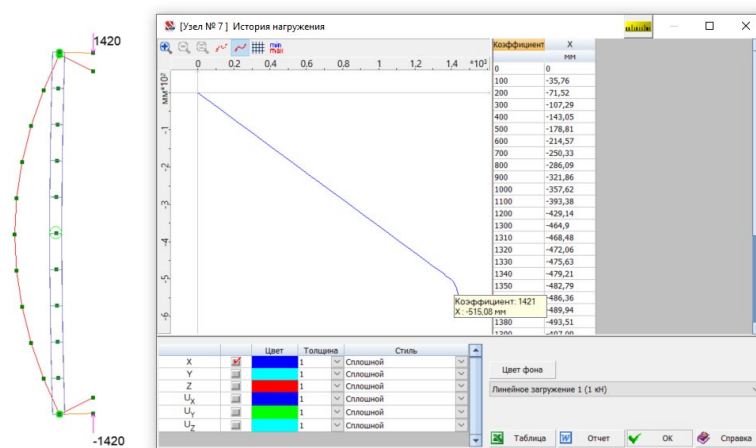 1420
-1420
[Узел № 7 ] История нагружения
min
max
0 0,2 0,4 0,6 0,8 1 1,2 1,4 *10³
мм*10²
-1
-2
-3
-4
-5
-6
Коэффициент: 1421
X : -515,08 мм
Коэффициент X
мм
0 0
100 -35,76
200 -71,52
300 -107,29
400 -143,05
500 -178,81
600 -214,57
700 -250,33
800 -286,09
900 -321,86
1000 -357,62
1100 -393,38
1200 -429,14
1300 -464,9
1310 -468,48
1320 -472,06
1330 -475,63
1340 -479,21
1350 -482,79
-486,36
-489,94
1380 -493,51
Цвет Толщина Стиль
X 1 Сплошной
Y 1 Сплошной
Z 1 Сплошной
UX 1 Сплошной
UY 1 Сплошной
UZ 1 Сплошной
Цвет фона
Линейное загружение 1 (1 кН)
Таблица Отчет OK Справка